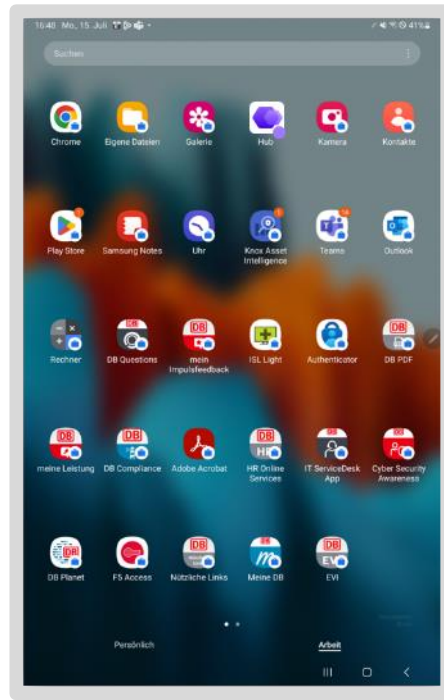 16:48 Mo., 15. Juli
41%
Suchen
Chrome Eigene Dateien Galerie Hub Kamera Kontakte
Play Store Samsung Notes Uhr Knox Asset Intelligence Teams Outlook
Rechner DB Questions mein Impulsfeedback ISL Light Authenticator DB PDF
meine Leistung DB Compliance Adobe Acrobat HR Online Services IT ServiceDesk App Cyber Security Awareness
DB Planet F5 Access Nützliche Links Meine DB EVI
Persönlich Arbeit